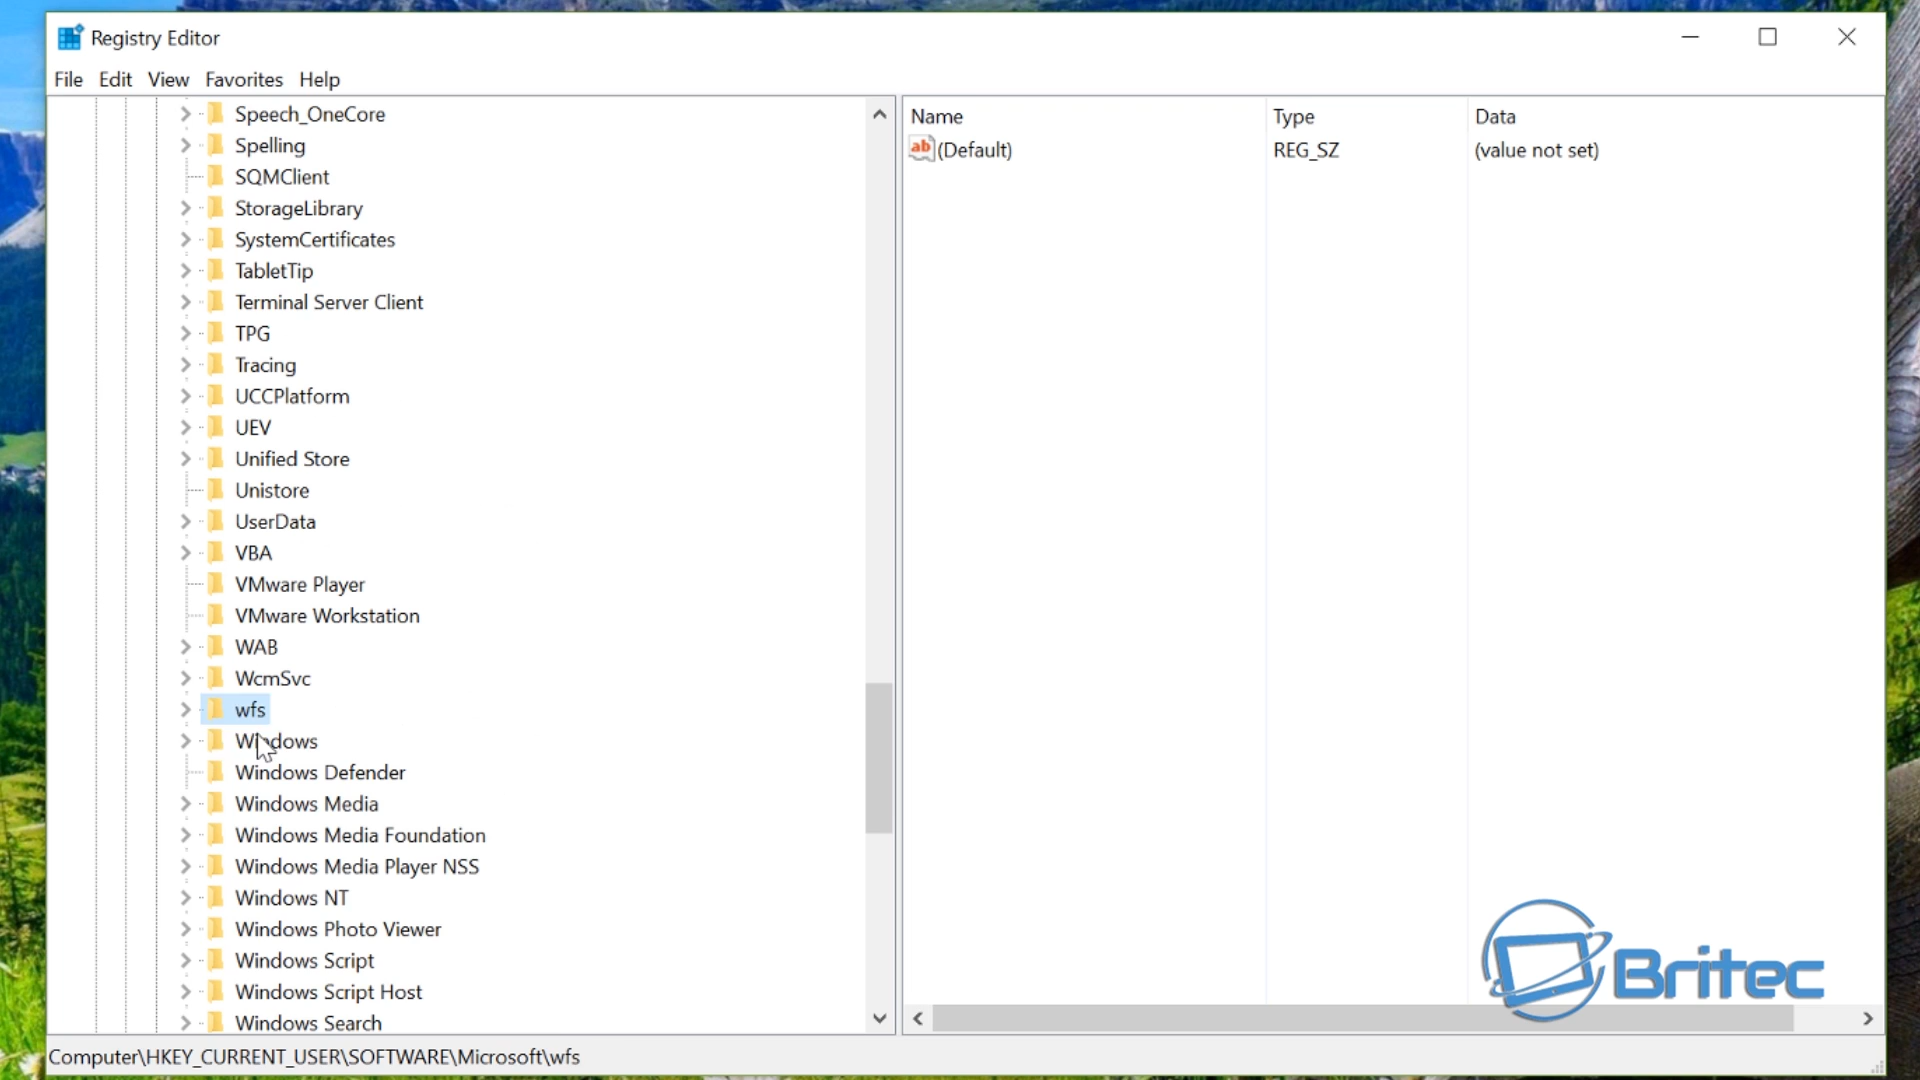 Registry Editor
File Edit View Favorites Help
Speech_OneCore
Spelling
SQMClient
StorageLibrary
SystemCertificates
TabletTip
Terminal Server Client
TPG
Tracing
UCCPlatform
UEV
Unified Store
Unistore
UserData
VBA
VMware Player
VMware Workstation
WAB
WcmSvc
wfs
Windows
Windows Defender
Windows Media
Windows Media Foundation
Windows Media Player NSS
Windows NT
Windows Photo Viewer
Windows Script
Windows Script Host
Windows Search
Name Type Data
ab (Default) REG_SZ (value not set)
Britec
Computer\HKEY_CURRENT_USER\SOFTWARE\Microsoft\wfs